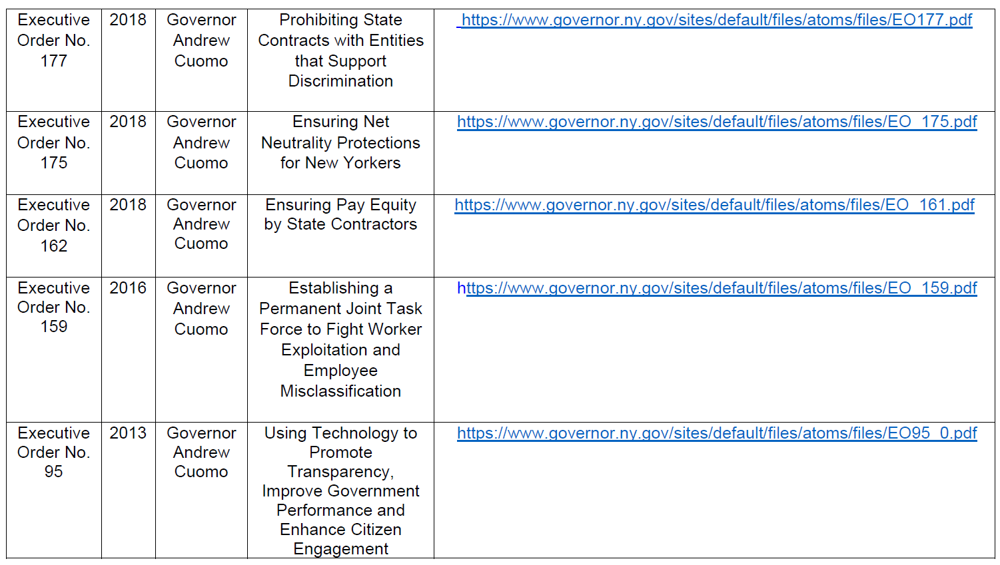 Executive
Order No.
177
2018
Governor
Andrew
Cuomo
Prohibiting State
Contracts with Entities
that Support
Discrimination
https://www.governor.ny.gov/sites/default/files/atoms/files/EO177.pdf
Executive
Order No.
175
2018
Governor
Andrew
Cuomo
Ensuring Net
Neutrality Protections
for New Yorkers
https://www.governor.ny.gov/sites/default/files/atoms/files/EO_175.pdf
Executive
Order No.
162
2018
Governor
Andrew
Cuomo
Ensuring Pay Equity
by State Contractors
https://www.governor.ny.gov/sites/default/files/atoms/files/EO_161.pdf
Executive
Order No.
159
2016
Governor
Andrew
Cuomo
Establishing a
Permanent Joint Task
Force to Fight Worker
Exploitation and
Employee
Misclassification
https://www.governor.ny.gov/sites/default/files/atoms/files/EO_159.pdf
Executive
Order No.
95
2013
Governor
Andrew
Cuomo
Using Technology to
Promote
Transparency,
Improve Government
Performance and
Enhance Citizen
Engagement
https://www.governor.ny.gov/sites/default/files/atoms/files/EO95_0.pdf